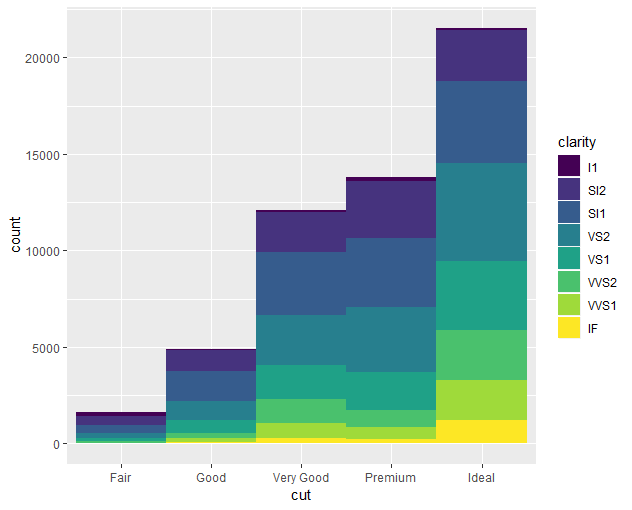 20000
15000
10000
5000
0
count
Fair Good Very Good Premium Ideal
cut
clarity
I1
SI2
SI1
VS2
VS1
VVS2
VVS1
IF